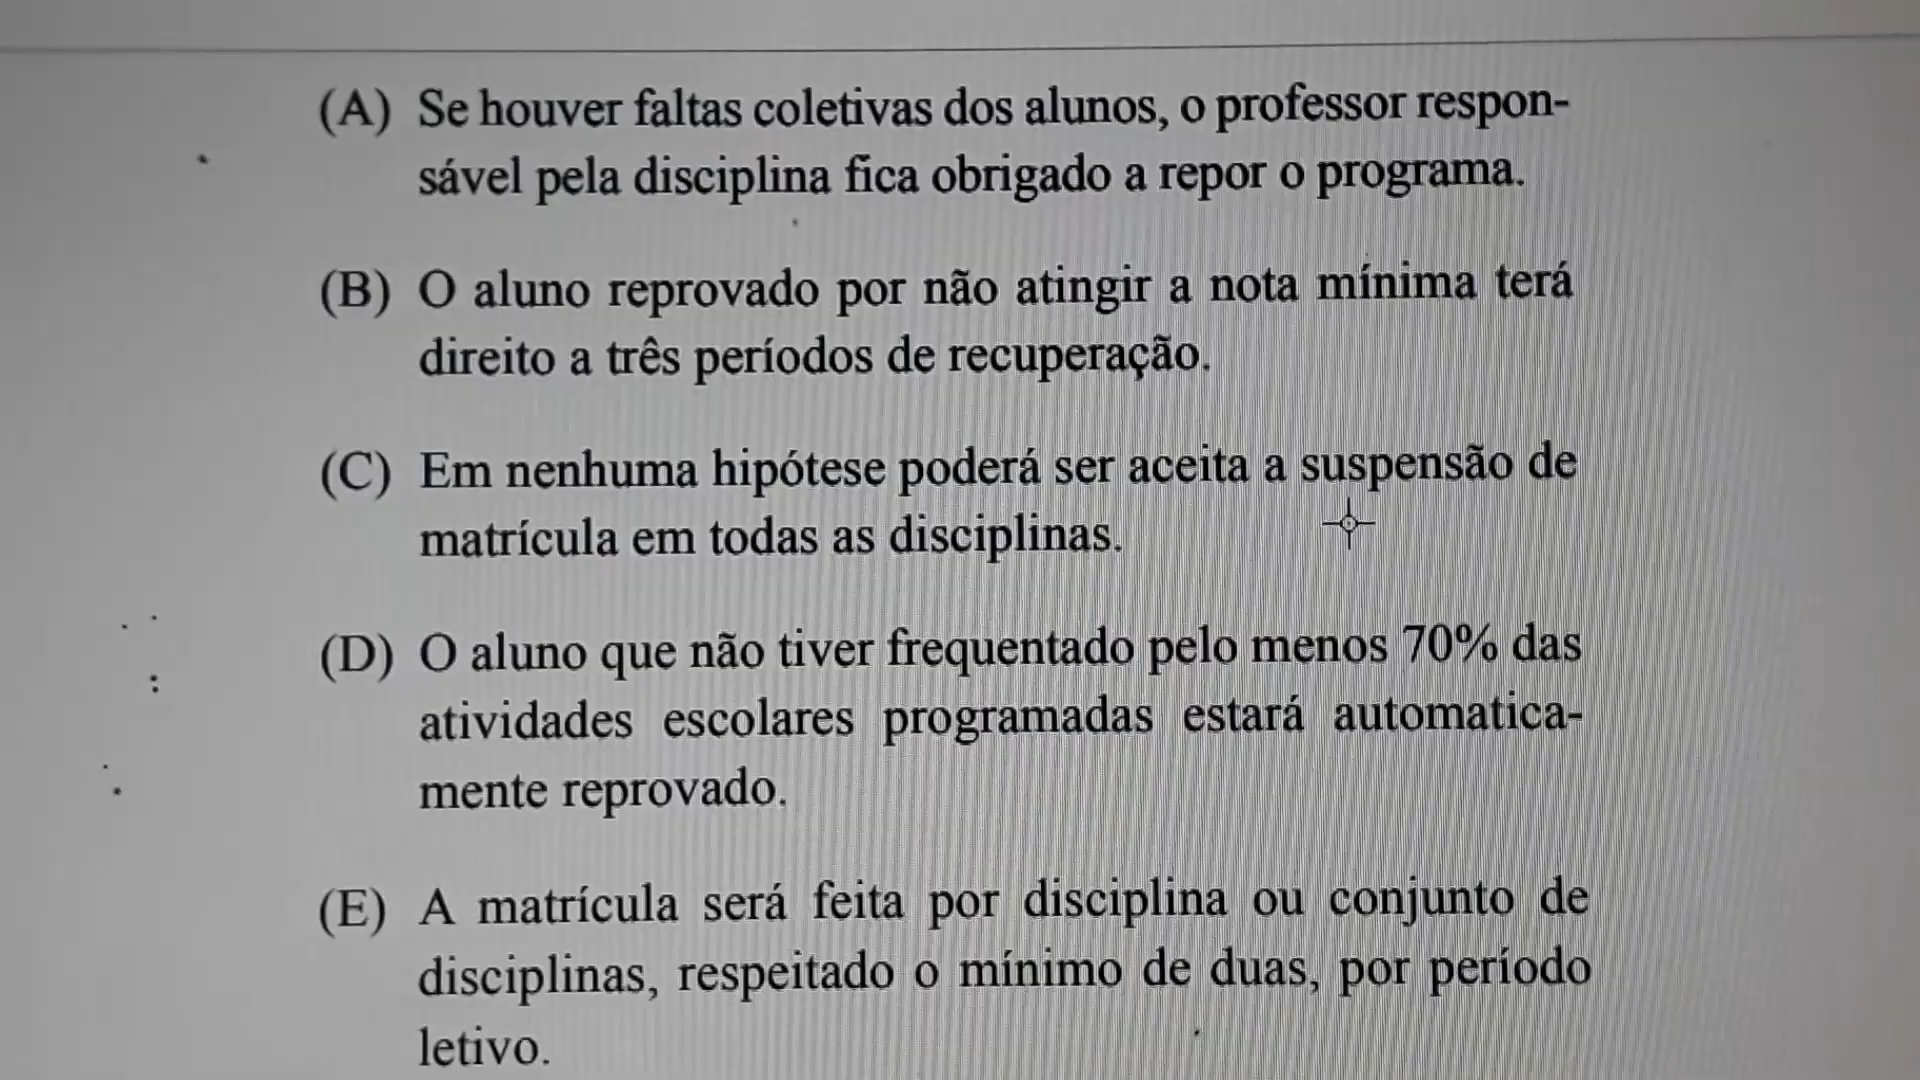 (A) Se houver faltas coletivas dos alunos, o professor respon-
sável pela disciplina fica obrigado a repor o programa.
(B) O aluno reprovado por não atingir a nota mínima terá
direito a três períodos de recuperação.
(C) Em nenhuma hipótese poderá ser aceita a suspensão de
matrícula em todas as disciplinas.
(D) O aluno que não tiver frequentado pelo menos 70% das
atividades escolares programadas estará automatica-
mente reprovado.
(E) A matrícula será feita por disciplina ou conjunto de
disciplinas, respeitado o mínimo de duas, por período
letivo.